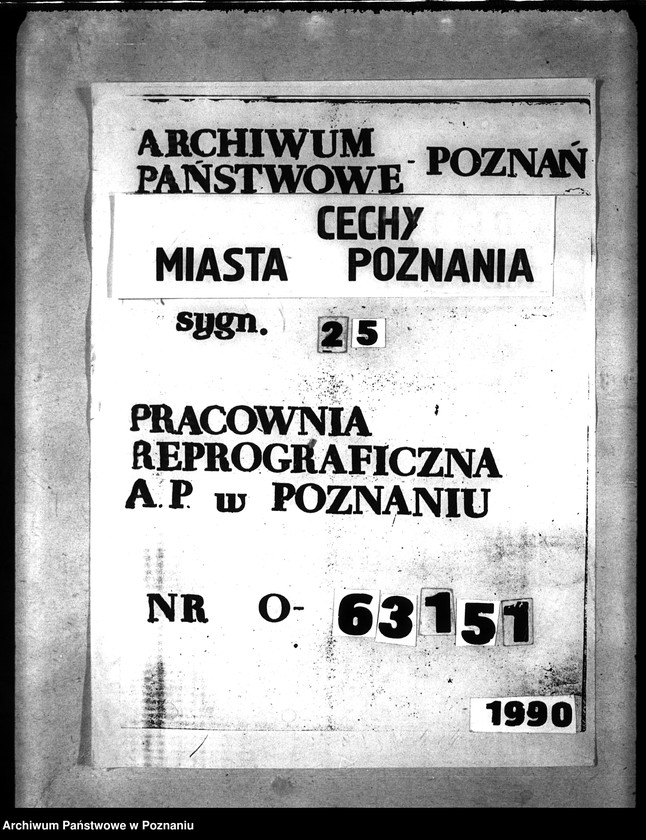 ARCHIWUM
PAŃSTWOWE - POZNAŃ
CECHY
MIASTA POZNANIA
sygn. 25
PRACOWNIA
REPROGRAFICZNA
A.P. w POZNANIU
NR O- 63151
1990
Archiwum Państwowe w Poznaniu